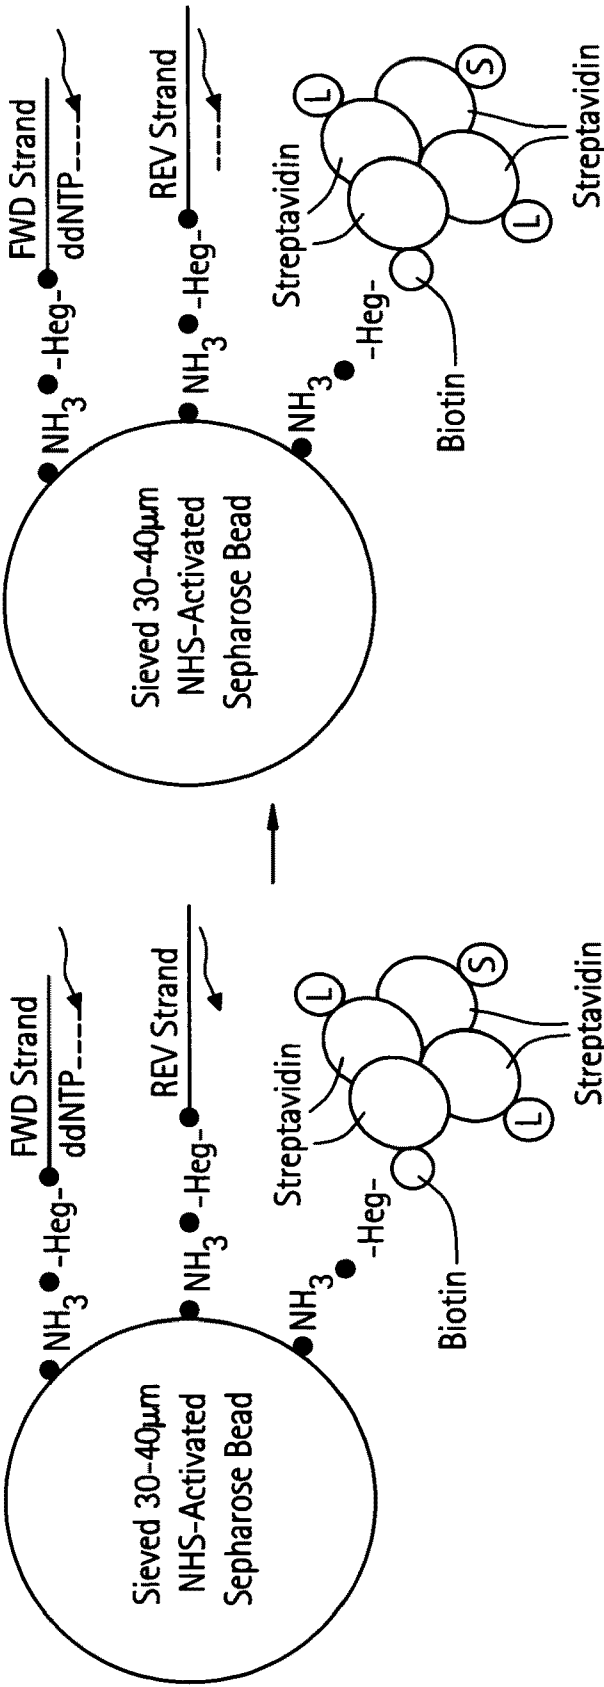 Sieved 30-40μm
NHS-Activated
Sepharose Bead
NH3
-Heg-
FWD Strand
ddNTP
NH3
-Heg-
REV Strand
NH3
-Heg-
Biotin
Streptavidin
L
S
L
Streptavidin
Sieved 30-40μm
NHS-Activated
Sepharose Bead
NH3
-Heg-
FWD Strand
ddNTP
NH3
-Heg-
REV Strand
NH3
-Heg-
Biotin
Streptavidin
L
S
L
Streptavidin